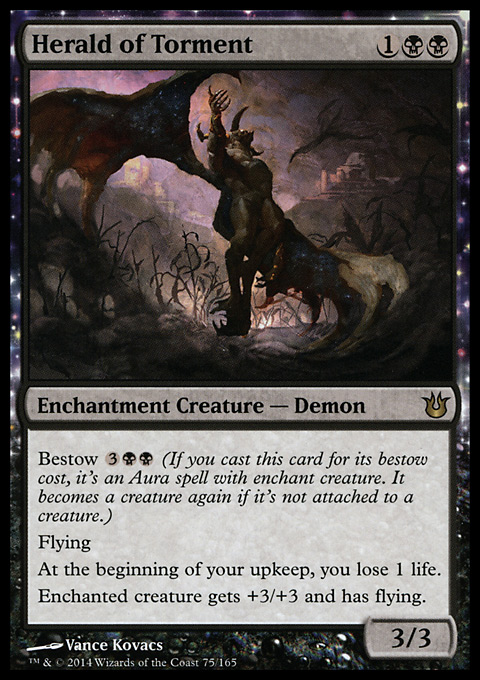 Herald of Torment 1
Enchantment Creature — Demon
Bestow 3 (If you cast this card for its bestow
cost, it's an Aura spell with enchant creature. It
becomes a creature again if it's not attached to a
creature.)
Flying
At the beginning of your upkeep, you lose 1 life.
Enchanted creature gets +3/+3 and has flying.
3/3
Vance Kovacs
™ & © 2014 Wizards of the Coast 75/165